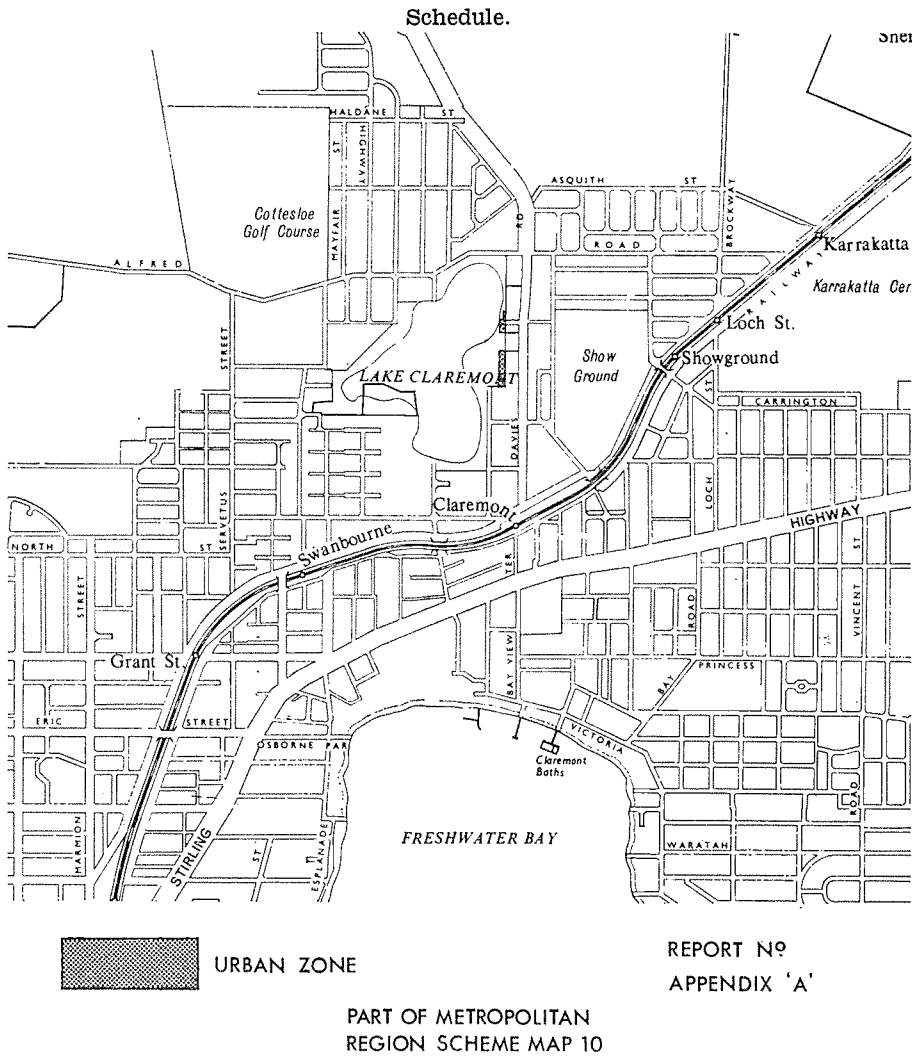 Schedule.
HALDANE ST
HIGHWAY
MAYFAIR ST
Cottesloe
Golf Course
ALFRED
STREET
SERVETUS
ASQUITH ST
BROCKWAY
RD
ROAD
Karrakatta
RAILWAY
Loch St.
Showground
Show
Ground
LAKE CLAREMONT
DAVIES
ST
CARRINGTON
LOCH
Claremont
HIGHWAY
Swanbourne
NORTH ST
STREET
TER
ST
VINCENT
ROAD
Grant St.
BAY VIEW
BAY
PRINCESS
ERIC STREET
OSBORNE
VICTORIA
Claremont
Baths
MARMION
STIRLING
ST
ESPLANADE
FRESHWATER BAY
WARATAH
ROAD
URBAN ZONE
REPORT Nº
APPENDIX 'A'
PART OF METROPOLITAN
REGION SCHEME MAP 10